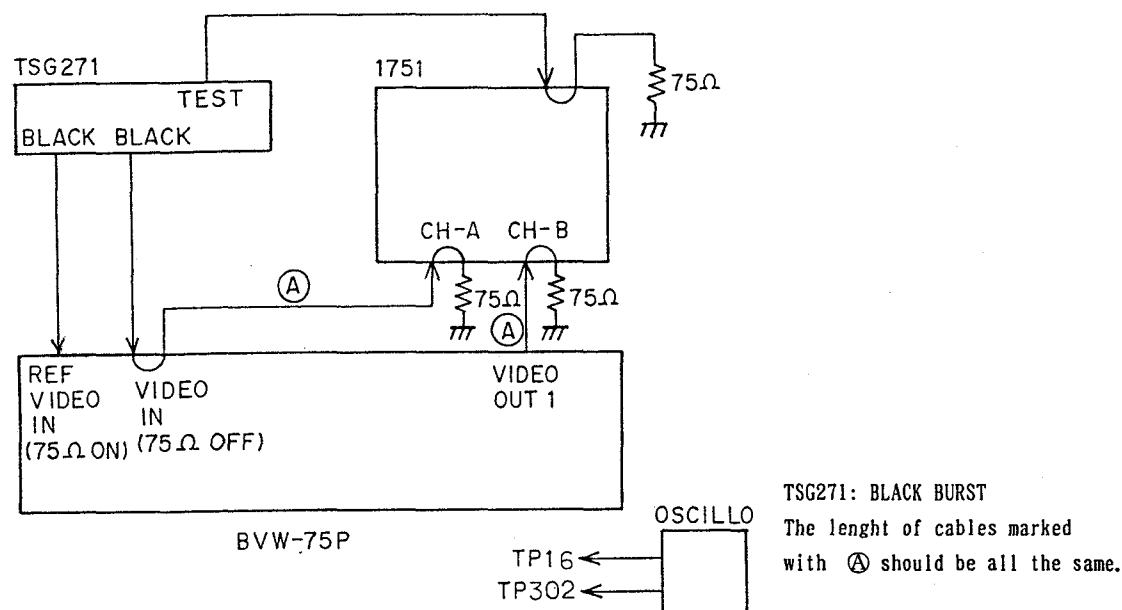 TSG271
TEST
BLACK BLACK
1751
75Ω
CH-A CH-B
75Ω
75Ω
A
A
REF
VIDEO
IN
(75Ω ON)
VIDEO
IN
(75Ω OFF)
VIDEO
OUT 1
BVW-75P
OSCILLO
TP16
TP302
TSG271: BLACK BURST
The lenght of cables marked
with Ⓐ should be all the same.